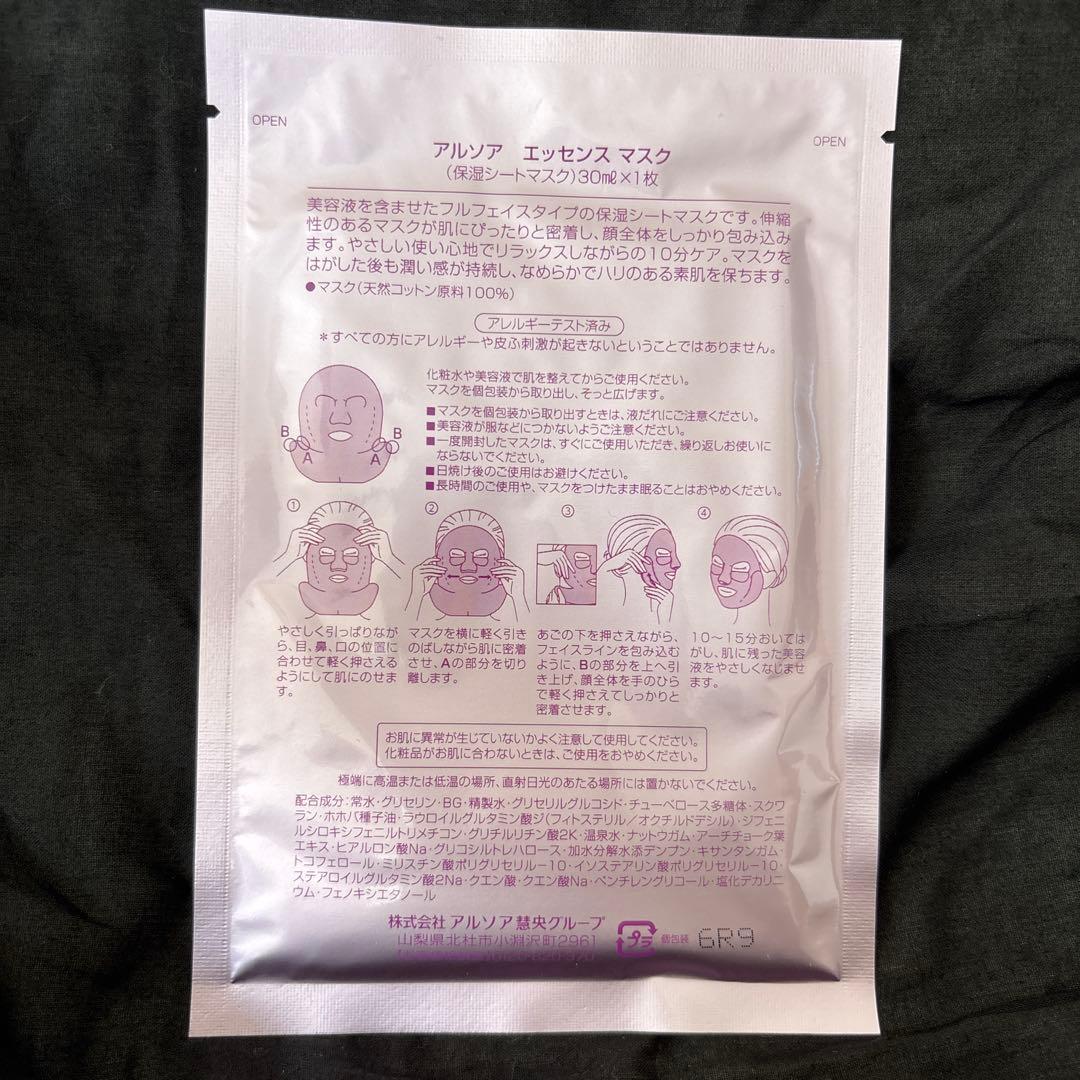 OPEN
OPEN
アルソア エッセンス マスク
(保湿シートマスク)30㎖×1枚
美容液を含ませたフルフェイスタイプの保湿シートマスクです。伸縮
性のあるマスクが肌にぴったりと密着し、顔全体をしっかり包み込み
ます。やさしい使い心地でリラックスしながらの10分ケア。マスクを
はがした後も潤い感が持続し、なめらかでハリのある素肌を保ちます。
●マスク(天然コットン原料100%)
アレルギーテスト済み
*すべての方にアレルギーや皮ふ刺激が起きないということではありません。
化粧水や美容液で肌を整えてからご使用ください。
マスクを個包装から取り出し、そっと広げます。
■マスクを個包装から取り出すときは、液だれにご注意ください。
■美容液が服などにつかないようご注意ください。
■一度開封したマスクは、すぐにご使用いただき、繰り返しお使いに
ならないでください。
■日焼け後のご使用はお避けください。
■長時間のご使用や、マスクをつけたまま眠ることはおやめください。
B
B
A
A
①
②
③
④
やさしく引っぱりなが
ら、目、鼻、口の位置に
合わせて軽く押さえる
ようにして肌にのせま
す。
マスクを横に軽く引き
のばしながら肌に密着
させ、Aの部分を切り
離します。
あごの下を押さえながら、
フェイスラインを包み込む
ように、Bの部分を上へ引
き上げ、顔全体を手のひら
で軽く押さえてしっかりと
密着させます。
10〜15分おいては
がし、肌に残った美容
液をやさしくなじませ
ます。
お肌に異常が生じていないかよく注意して使用してください。
化粧品がお肌に合わないときは、ご使用をおやめください。
極端に高温または低温の場所、直射日光のあたる場所には置かないでください。
配合成分:常水・グリセリン・BG・精製水・グリセリルグルコシド・チューベロース多糖体・スクワ
ラン・ホホバ種子油・ラウロイルグルタミン酸ジ(フィトステリル/オクチルドデシル)・ジフェニ
ルシロキシフェニルトリメチコン・グリチルリチン酸2K・温泉水・ナットウガム・アーチチョーク葉
エキス・ヒアルロン酸Na・グリコシルトレハロース・加水分解水添デンプン・キサンタンガム・
トコフェロール・ミリスチン酸ポリグリセリル-10・イソステアリン酸ポリグリセリル-10・
ステアロイルグルタミン酸2Na・クエン酸・クエン酸Na・ペンチレングリコール・塩化デカリニ
ウム・フェノキシエタノール
株式会社 アルソア慧央グループ
山梨県北杜市小淵沢町2961
プラ
個包装
6R9